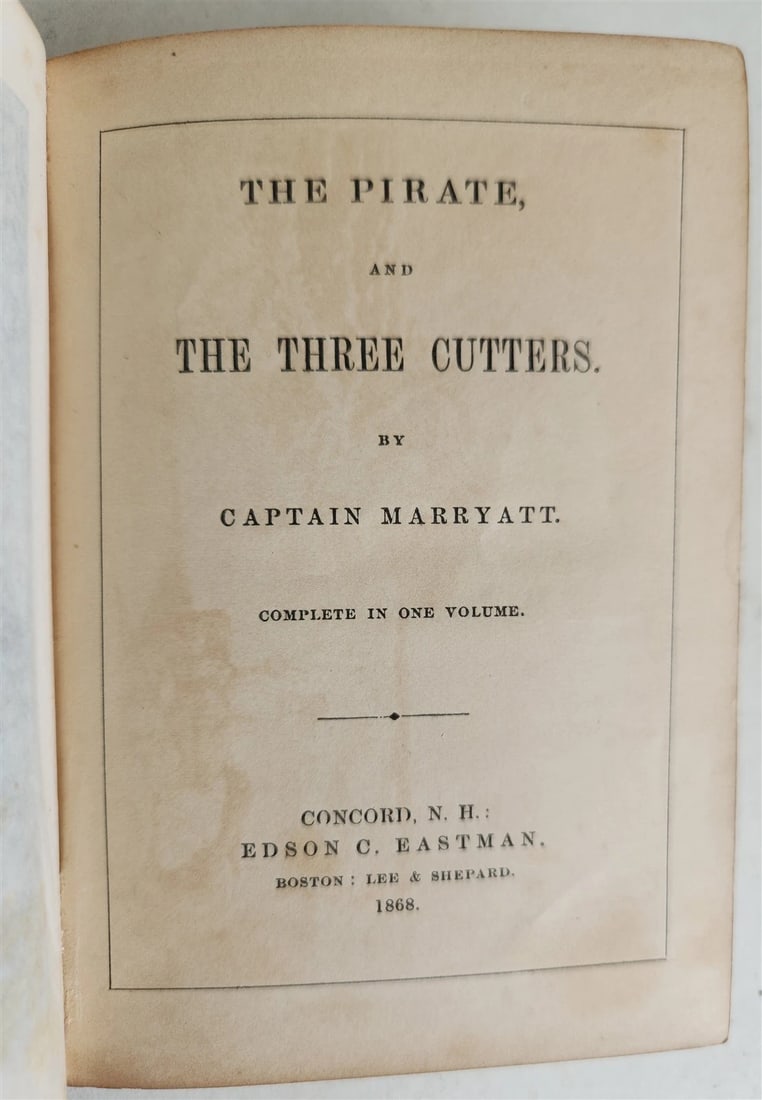 THE PIRATE,
AND
THE THREE CUTTERS.
BY
CAPTAIN MARRYATT.
COMPLETE IN ONE VOLUME.
CONCORD, N. H.:
EDSON C. EASTMAN.
BOSTON: LEE & SHEPARD.
1868.